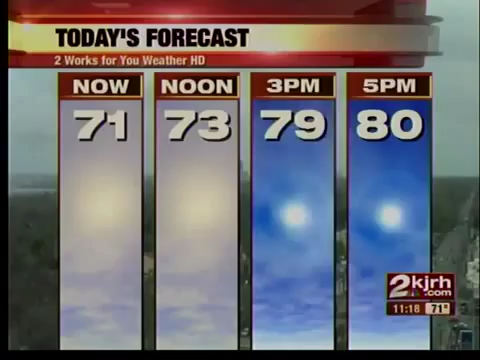 TODAY'S FORECAST
2 Works for You Weather HD
NOW NOON 3PM 5PM
71 73 79 80
2kjrh
.com
11:16 71°